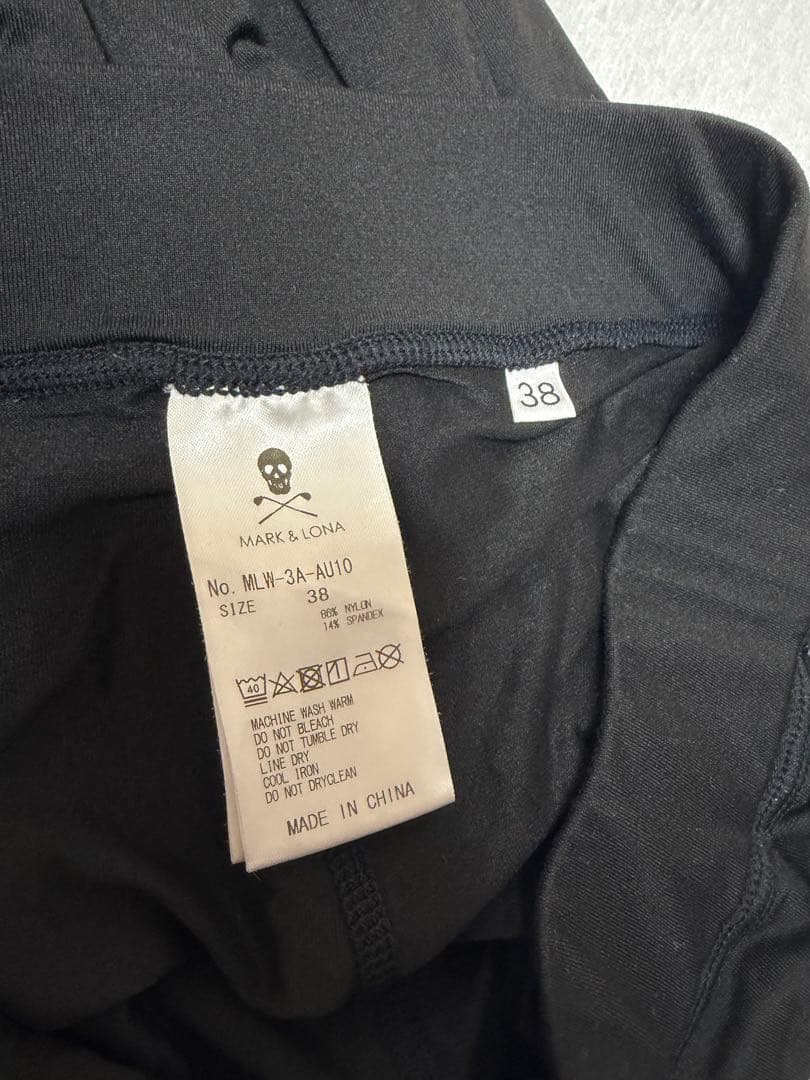 38
MARK & LONA
No. MLW-3A-AU10
SIZE 38
86% NYLON
14% SPANDEX
40
MACHINE WASH WARM
DO NOT BLEACH
DO NOT TUMBLE DRY
LINE DRY
COOL IRON
DO NOT DRYCLEAN
MADE IN CHINA